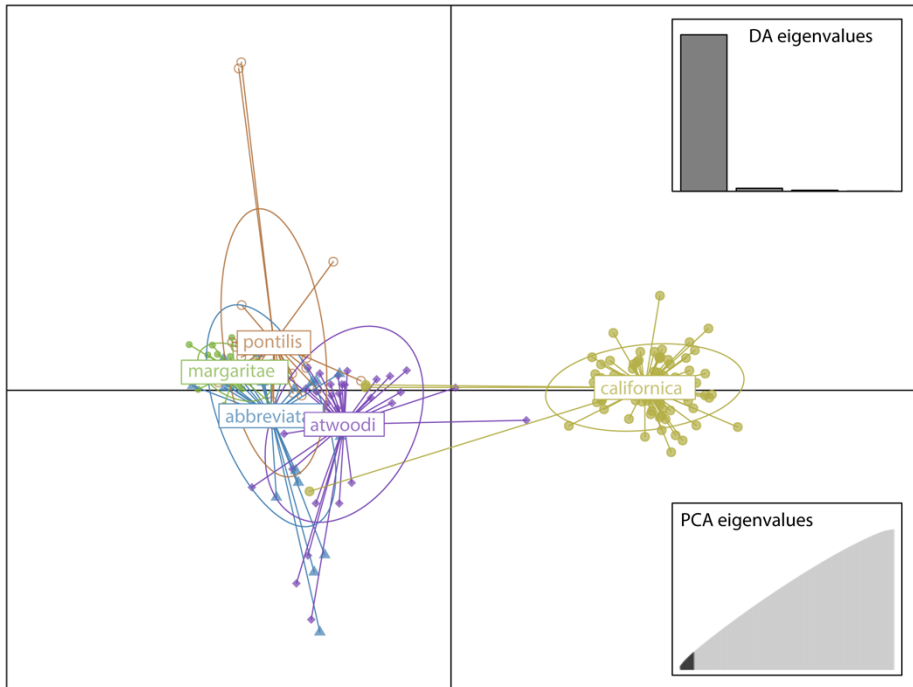 DA eigenvalues
pontilis
margaritae
californica
abbreviata
atwoodi
PCA eigenvalues